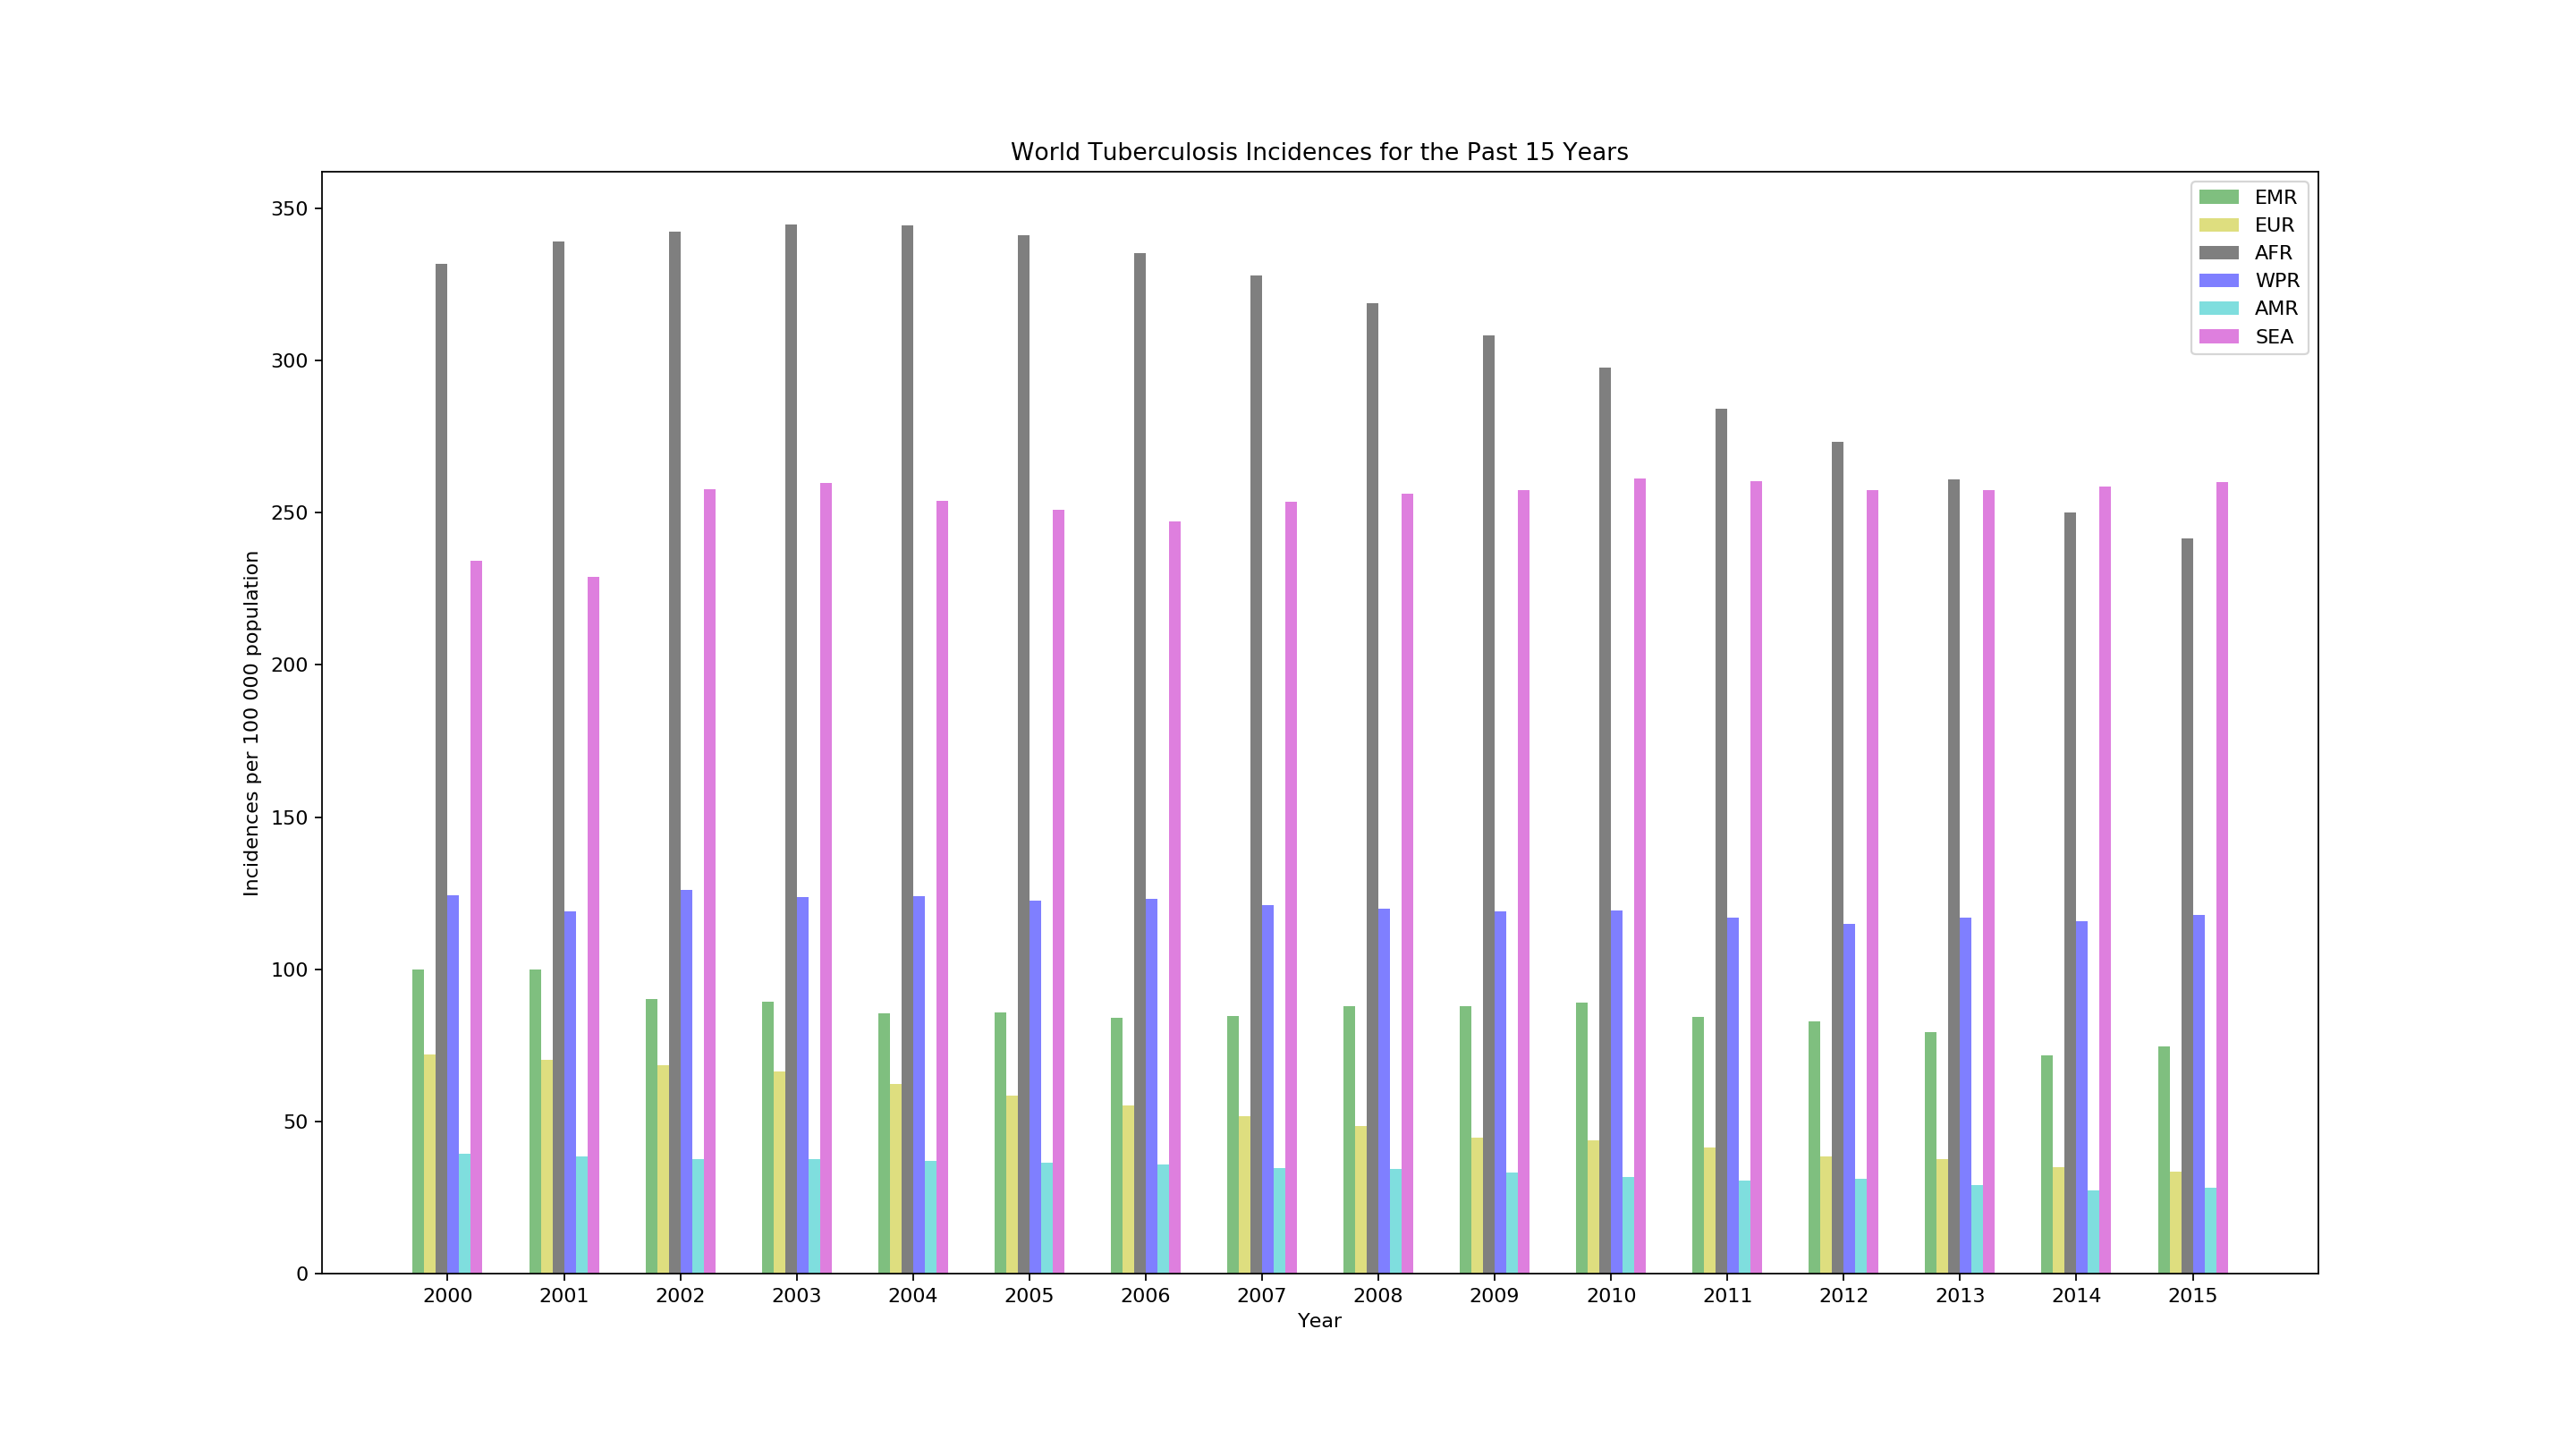 World Tuberculosis Incidences for the Past 15 Years
EMR
EUR
AFR
WPR
AMR
SEA
350
300
250
200
150
100
50
0
Incidences per 100 000 population
2000 2001 2002 2003 2004 2005 2006 2007 2008 2009 2010 2011 2012 2013 2014 2015
Year